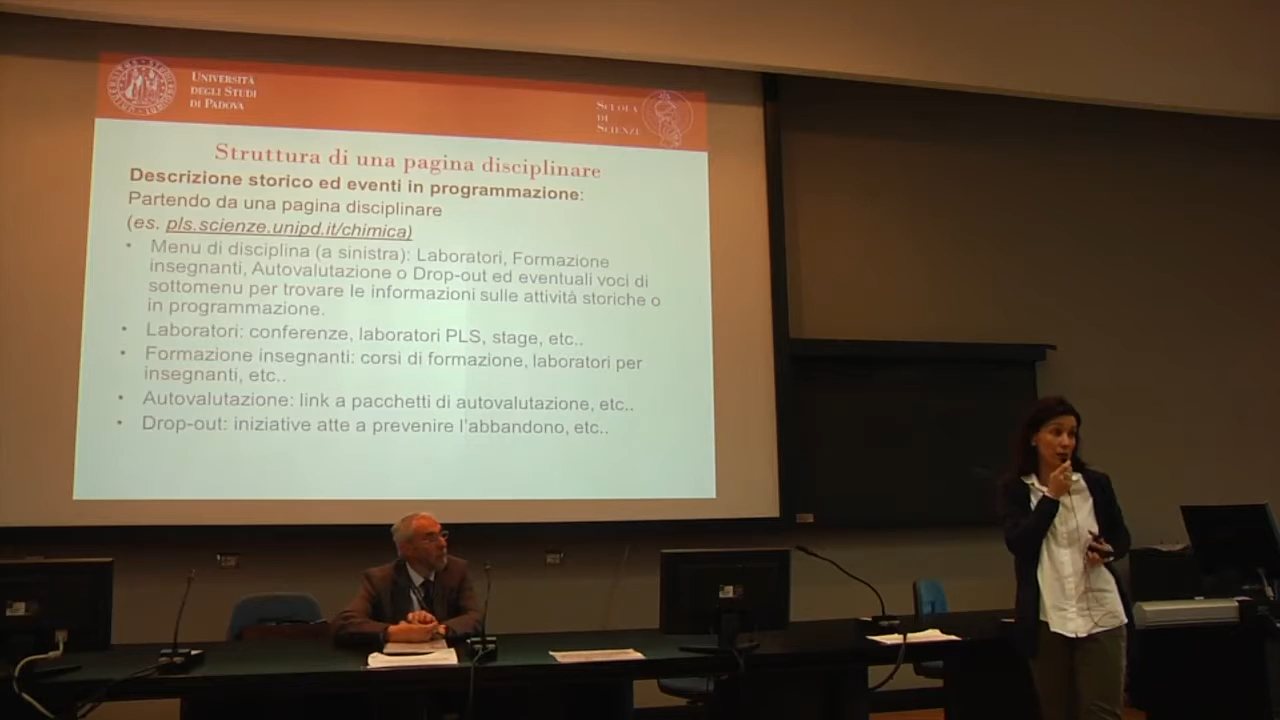 UNIVERSITÀ
DEGLI STUDI
DI PADOVA
SCUOLA
DI
SCIENZE
Struttura di una pagina disciplinare
Descrizione storico ed eventi in programmazione:
Partendo da una pagina disciplinare
(es. pls.scienze.unipd.it/chimica)
• Menu di disciplina (a sinistra): Laboratori, Formazione
insegnanti, Autovalutazione o Drop-out ed eventuali voci di
sottomenu per trovare le informazioni sulle attività storiche o
in programmazione.
• Laboratori: conferenze, laboratori PLS, stage, etc..
• Formazione insegnanti: corsi di formazione, laboratori per
insegnanti, etc..
• Autovalutazione: link a pacchetti di autovalutazione, etc..
• Drop-out: iniziative atte a prevenire l'abbandono, etc..